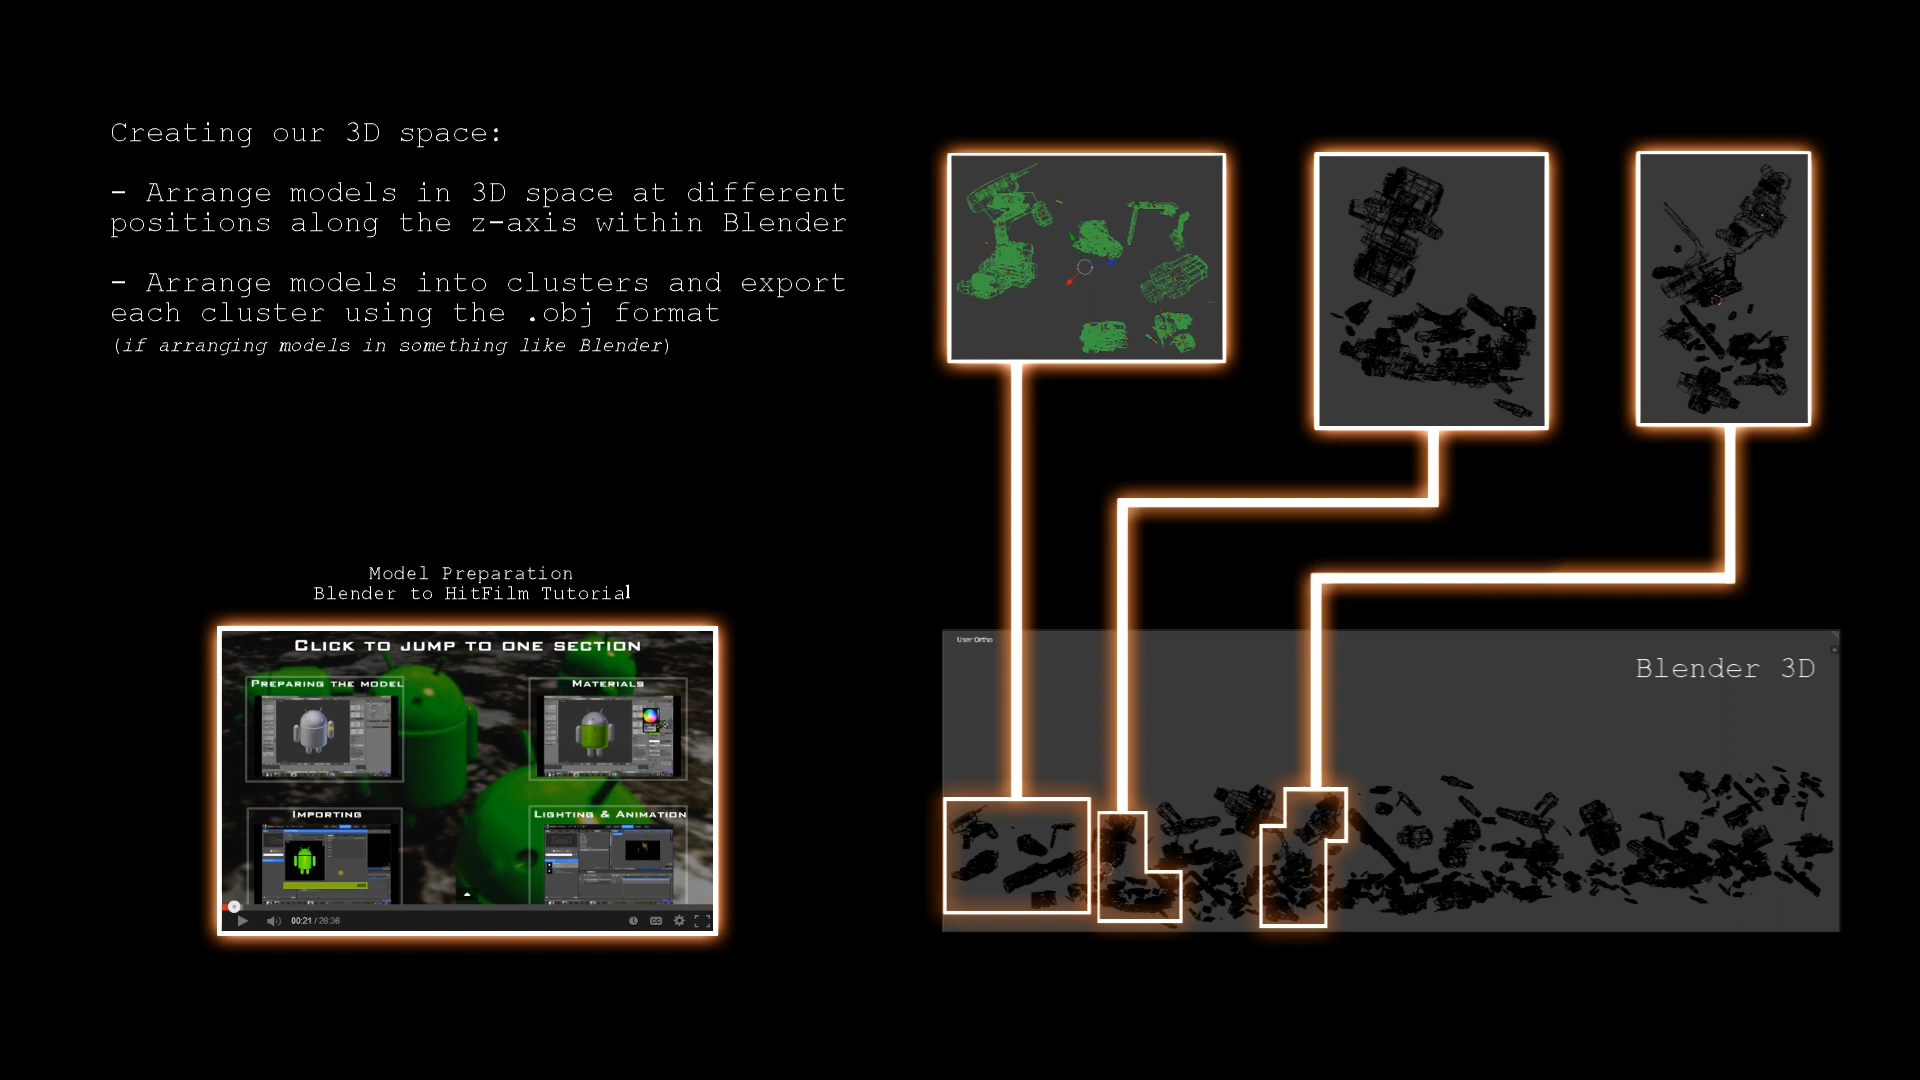 Creating our 3D space:
- Arrange models in 3D space at different
positions along the z-axis within Blender
- Arrange models into clusters and export
each cluster using the .obj format
(if arranging models in something like Blender)
Model Preparation
Blender to HitFilm Tutorial
CLICK TO JUMP TO ONE SECTION
PREPARING THE MODEL
MATERIALS
IMPORTING
LIGHTING & ANIMATION
00:21 / 26:36
CC
User Ortho
Blender 3D